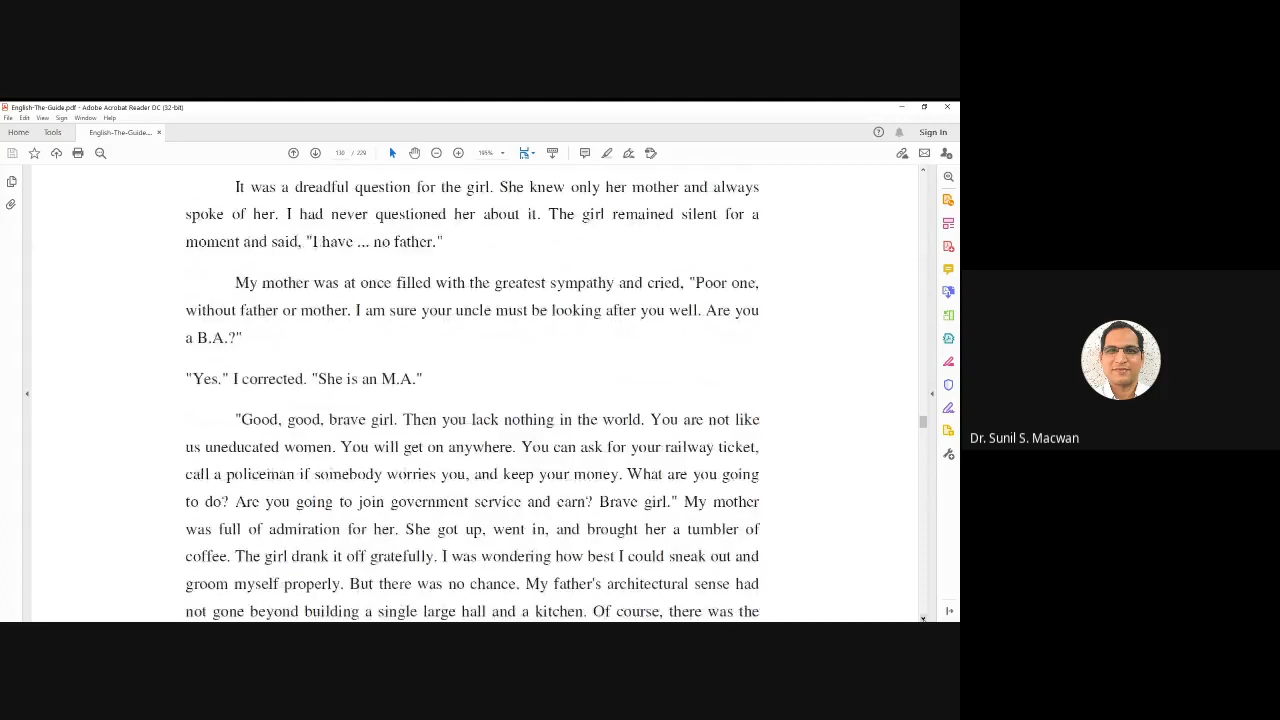 English-The-Guide.pdf - Adobe Acrobat Reader DC (32-bit)
File Edit View Sign Window Help
Home Tools English-The-Guide.... × Sign In
130 / 229 195%
It was a dreadful question for the girl. She knew only her mother and always
spoke of her. I had never questioned her about it. The girl remained silent for a
moment and said, "I have ... no father."
My mother was at once filled with the greatest sympathy and cried, "Poor one,
without father or mother. I am sure your uncle must be looking after you well. Are you
a B.A.?"
"Yes." I corrected. "She is an M.A."
"Good, good, brave girl. Then you lack nothing in the world. You are not like
us uneducated women. You will get on anywhere. You can ask for your railway ticket,
call a policeman if somebody worries you, and keep your money. What are you going
to do? Are you going to join government service and earn? Brave girl." My mother
was full of admiration for her. She got up, went in, and brought her a tumbler of
coffee. The girl drank it off gratefully. I was wondering how best I could sneak out and
groom myself properly. But there was no chance. My father's architectural sense had
not gone beyond building a single large hall and a kitchen. Of course, there was the
Dr. Sunil S. Macwan